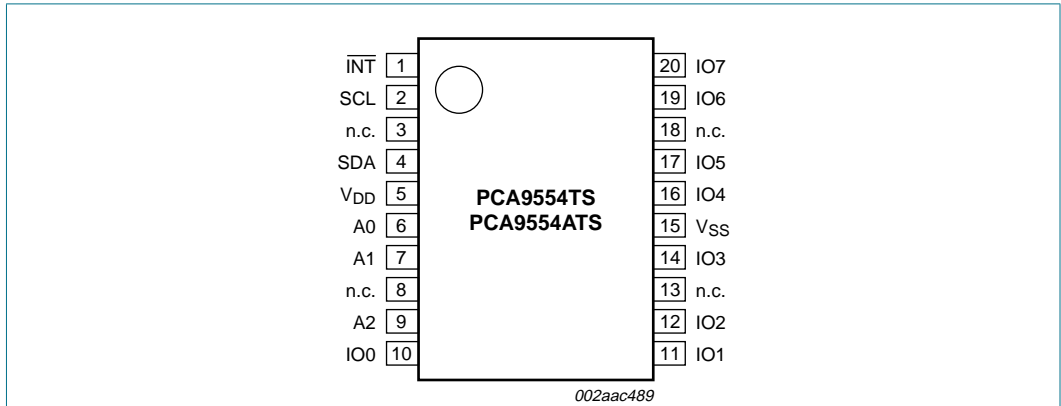 INT 1 20 IO7
SCL 2 19 IO6
n.c. 3 18 n.c.
SDA 4 17 IO5
VDD 5 16 IO4
PCA9554TS
PCA9554ATS
A0 6 15 VSS
A1 7 14 IO3
n.c. 8 13 n.c.
A2 9 12 IO2
IO0 10 11 IO1
002aac489